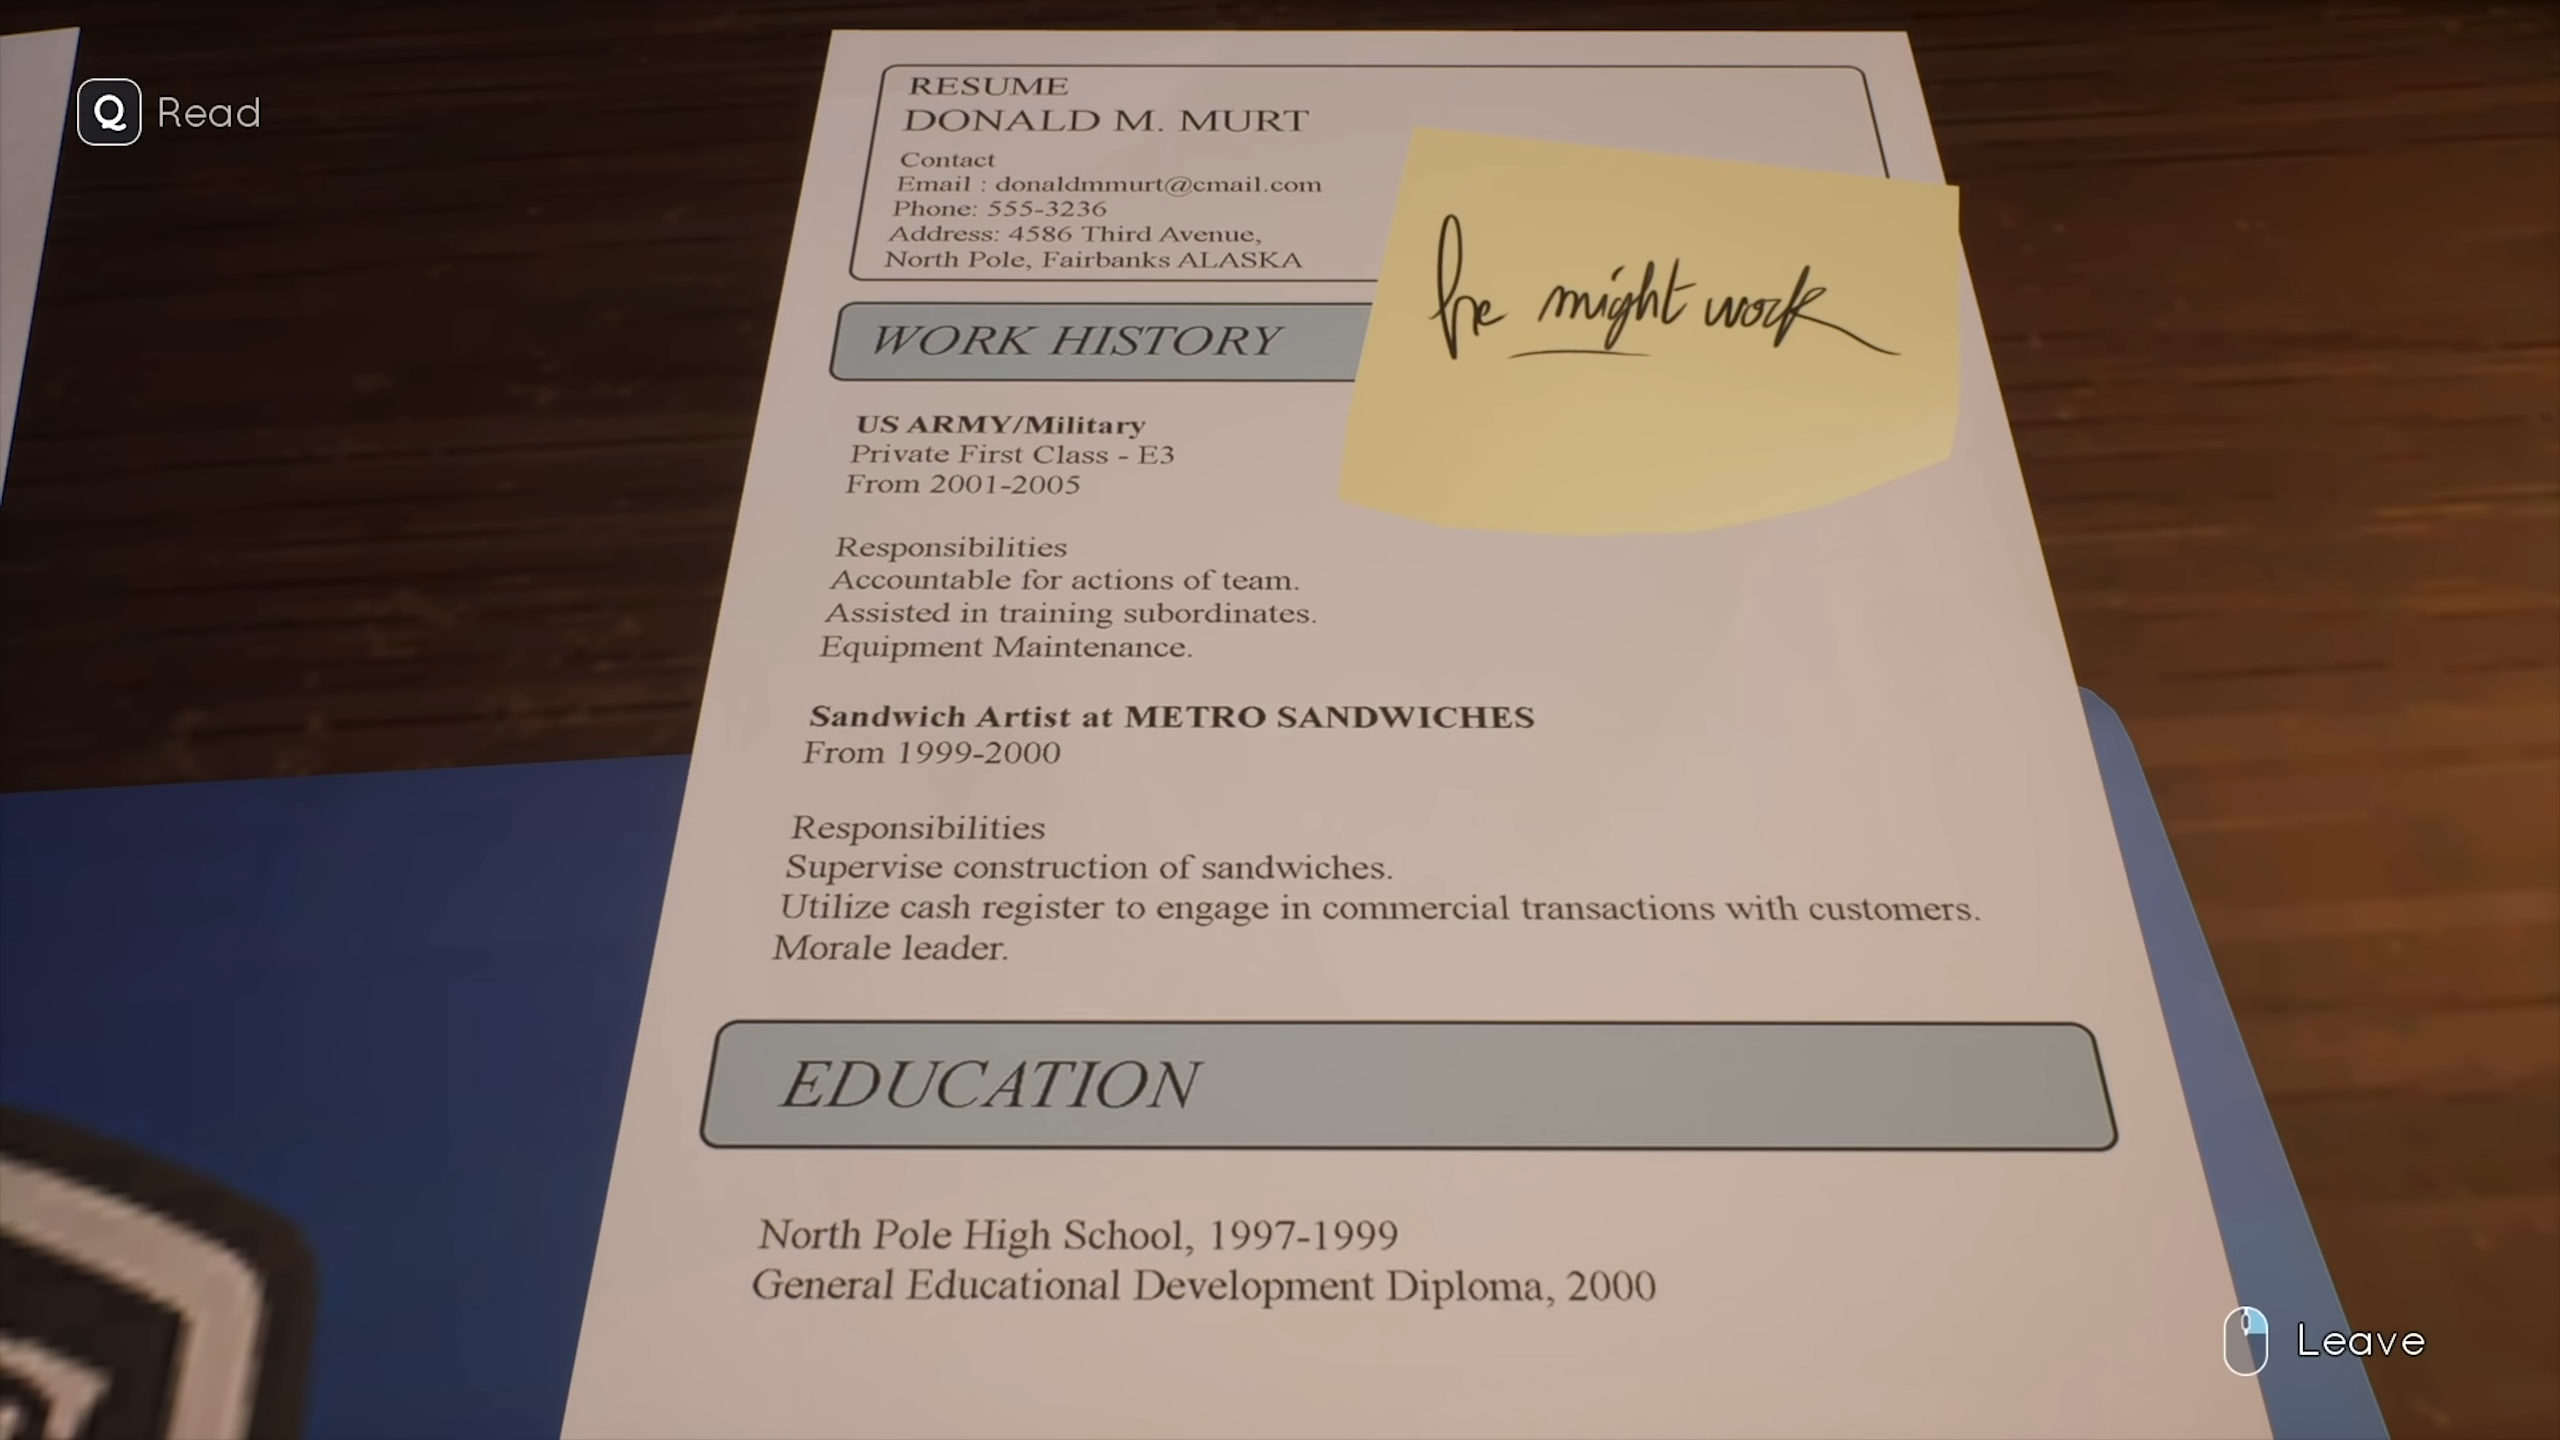 Q Read
RESUME
DONALD M. MURT
Contact
Email : donaldmmurt@cmail.com
Phone: 555-3236
Address: 4586 Third Avenue,
North Pole, Fairbanks ALASKA
he might work
WORK HISTORY
US ARMY/Military
Private First Class - E3
From 2001-2005
Responsibilities
Accountable for actions of team.
Assisted in training subordinates.
Equipment Maintenance.
Sandwich Artist at METRO SANDWICHES
From 1999-2000
Responsibilities
Supervise construction of sandwiches.
Utilize cash register to engage in commercial transactions with customers.
Morale leader.
EDUCATION
North Pole High School, 1997-1999
General Educational Development Diploma, 2000
Leave